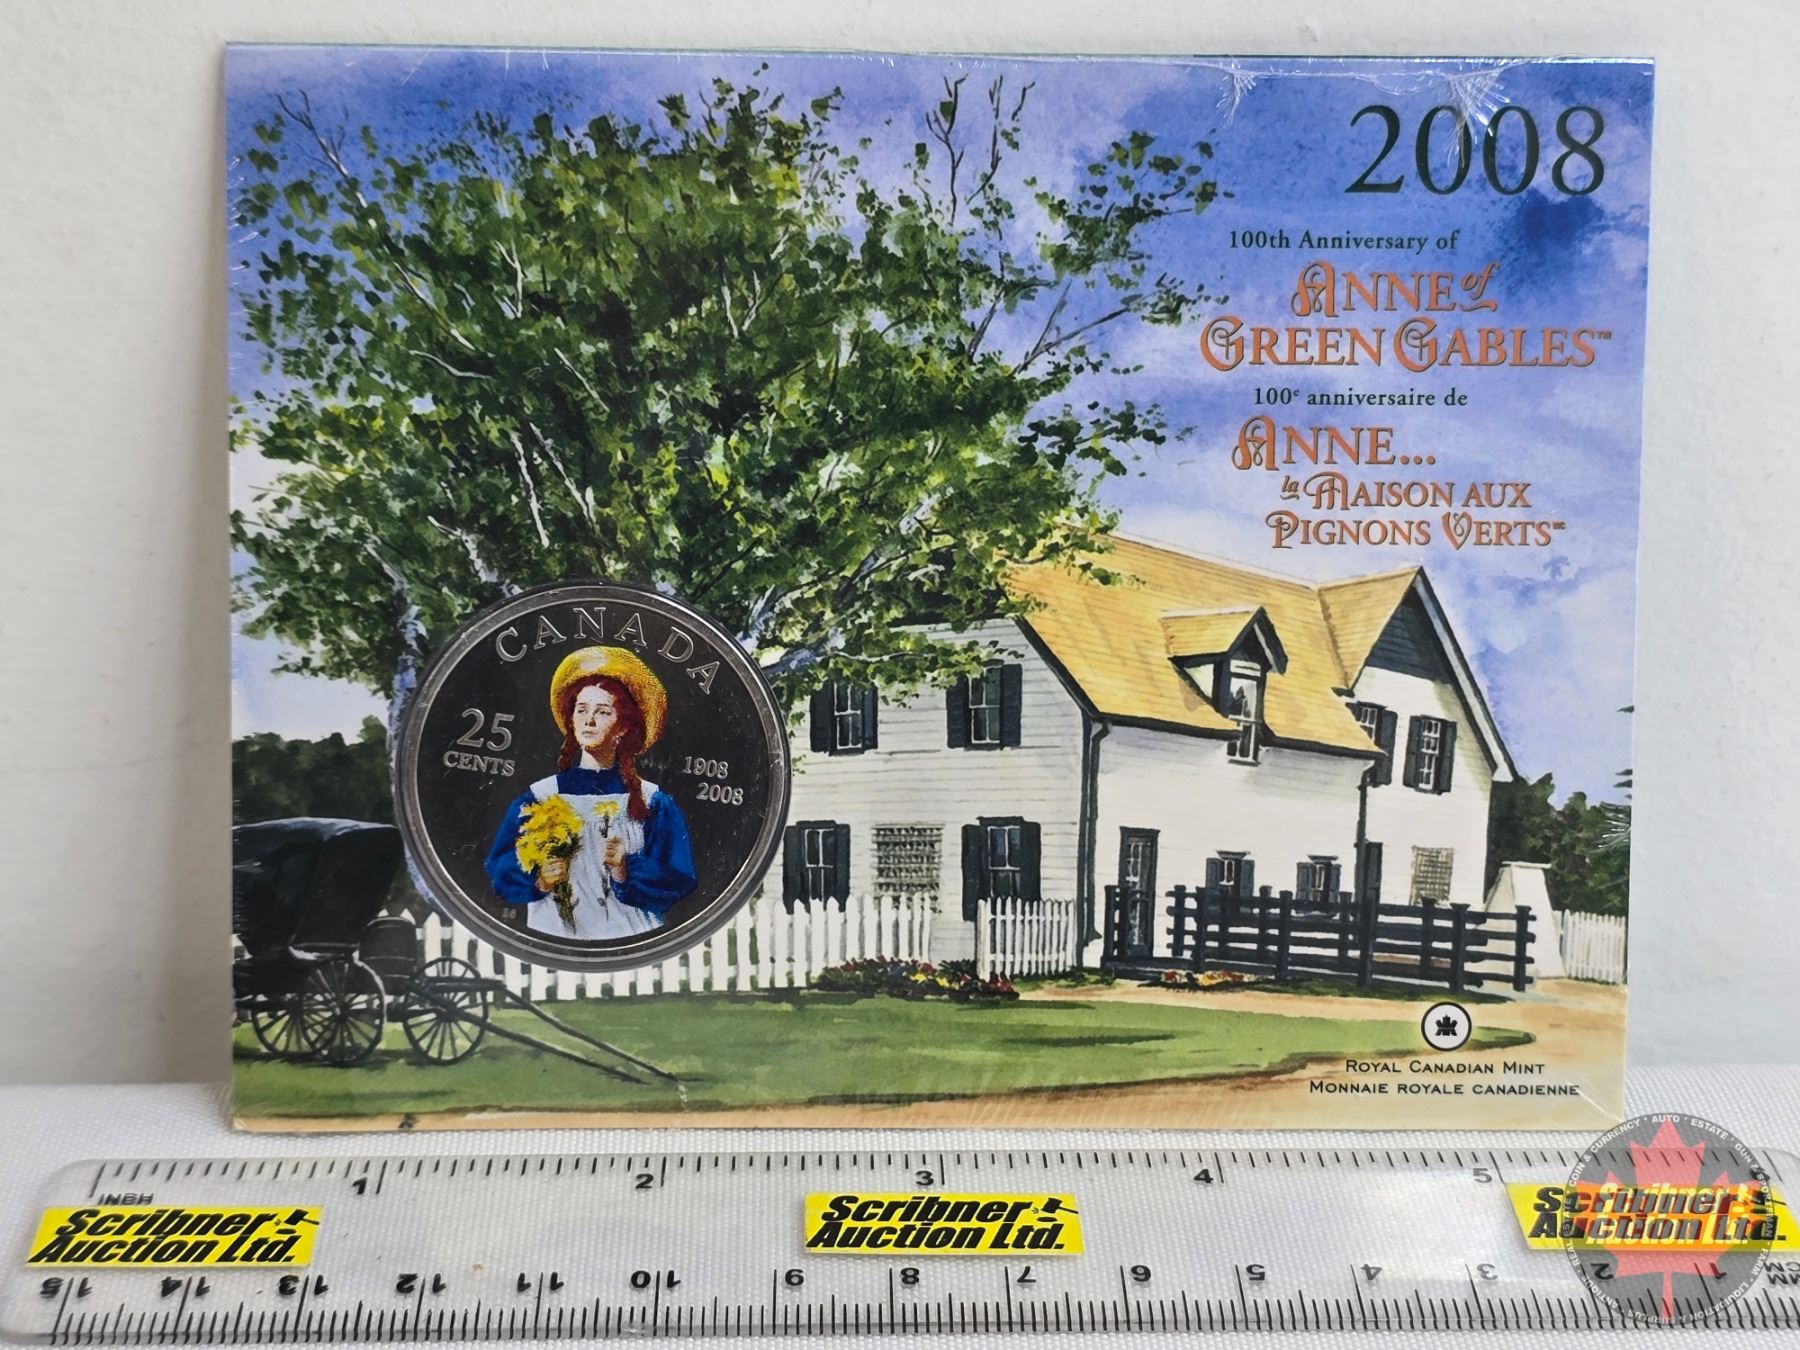 2008
100th Anniversary of
ANNE of
GREEN GABLES™
100e anniversaire de
ANNE...
la MAISON AUX
PIGNONS VERTS MC
CANADA
25
CENTS
1908
2008
ROYAL CANADIAN MINT
MONNAIE ROYALE CANADIENNE
1 2 3 4 5 6
INCH
Scribner
Auction Ltd.
Scribner
Auction Ltd.
Scribner
Auction Ltd.
15 14 13 12 11 10 9 8 7 6 5 4 3 2 1
MM
CM